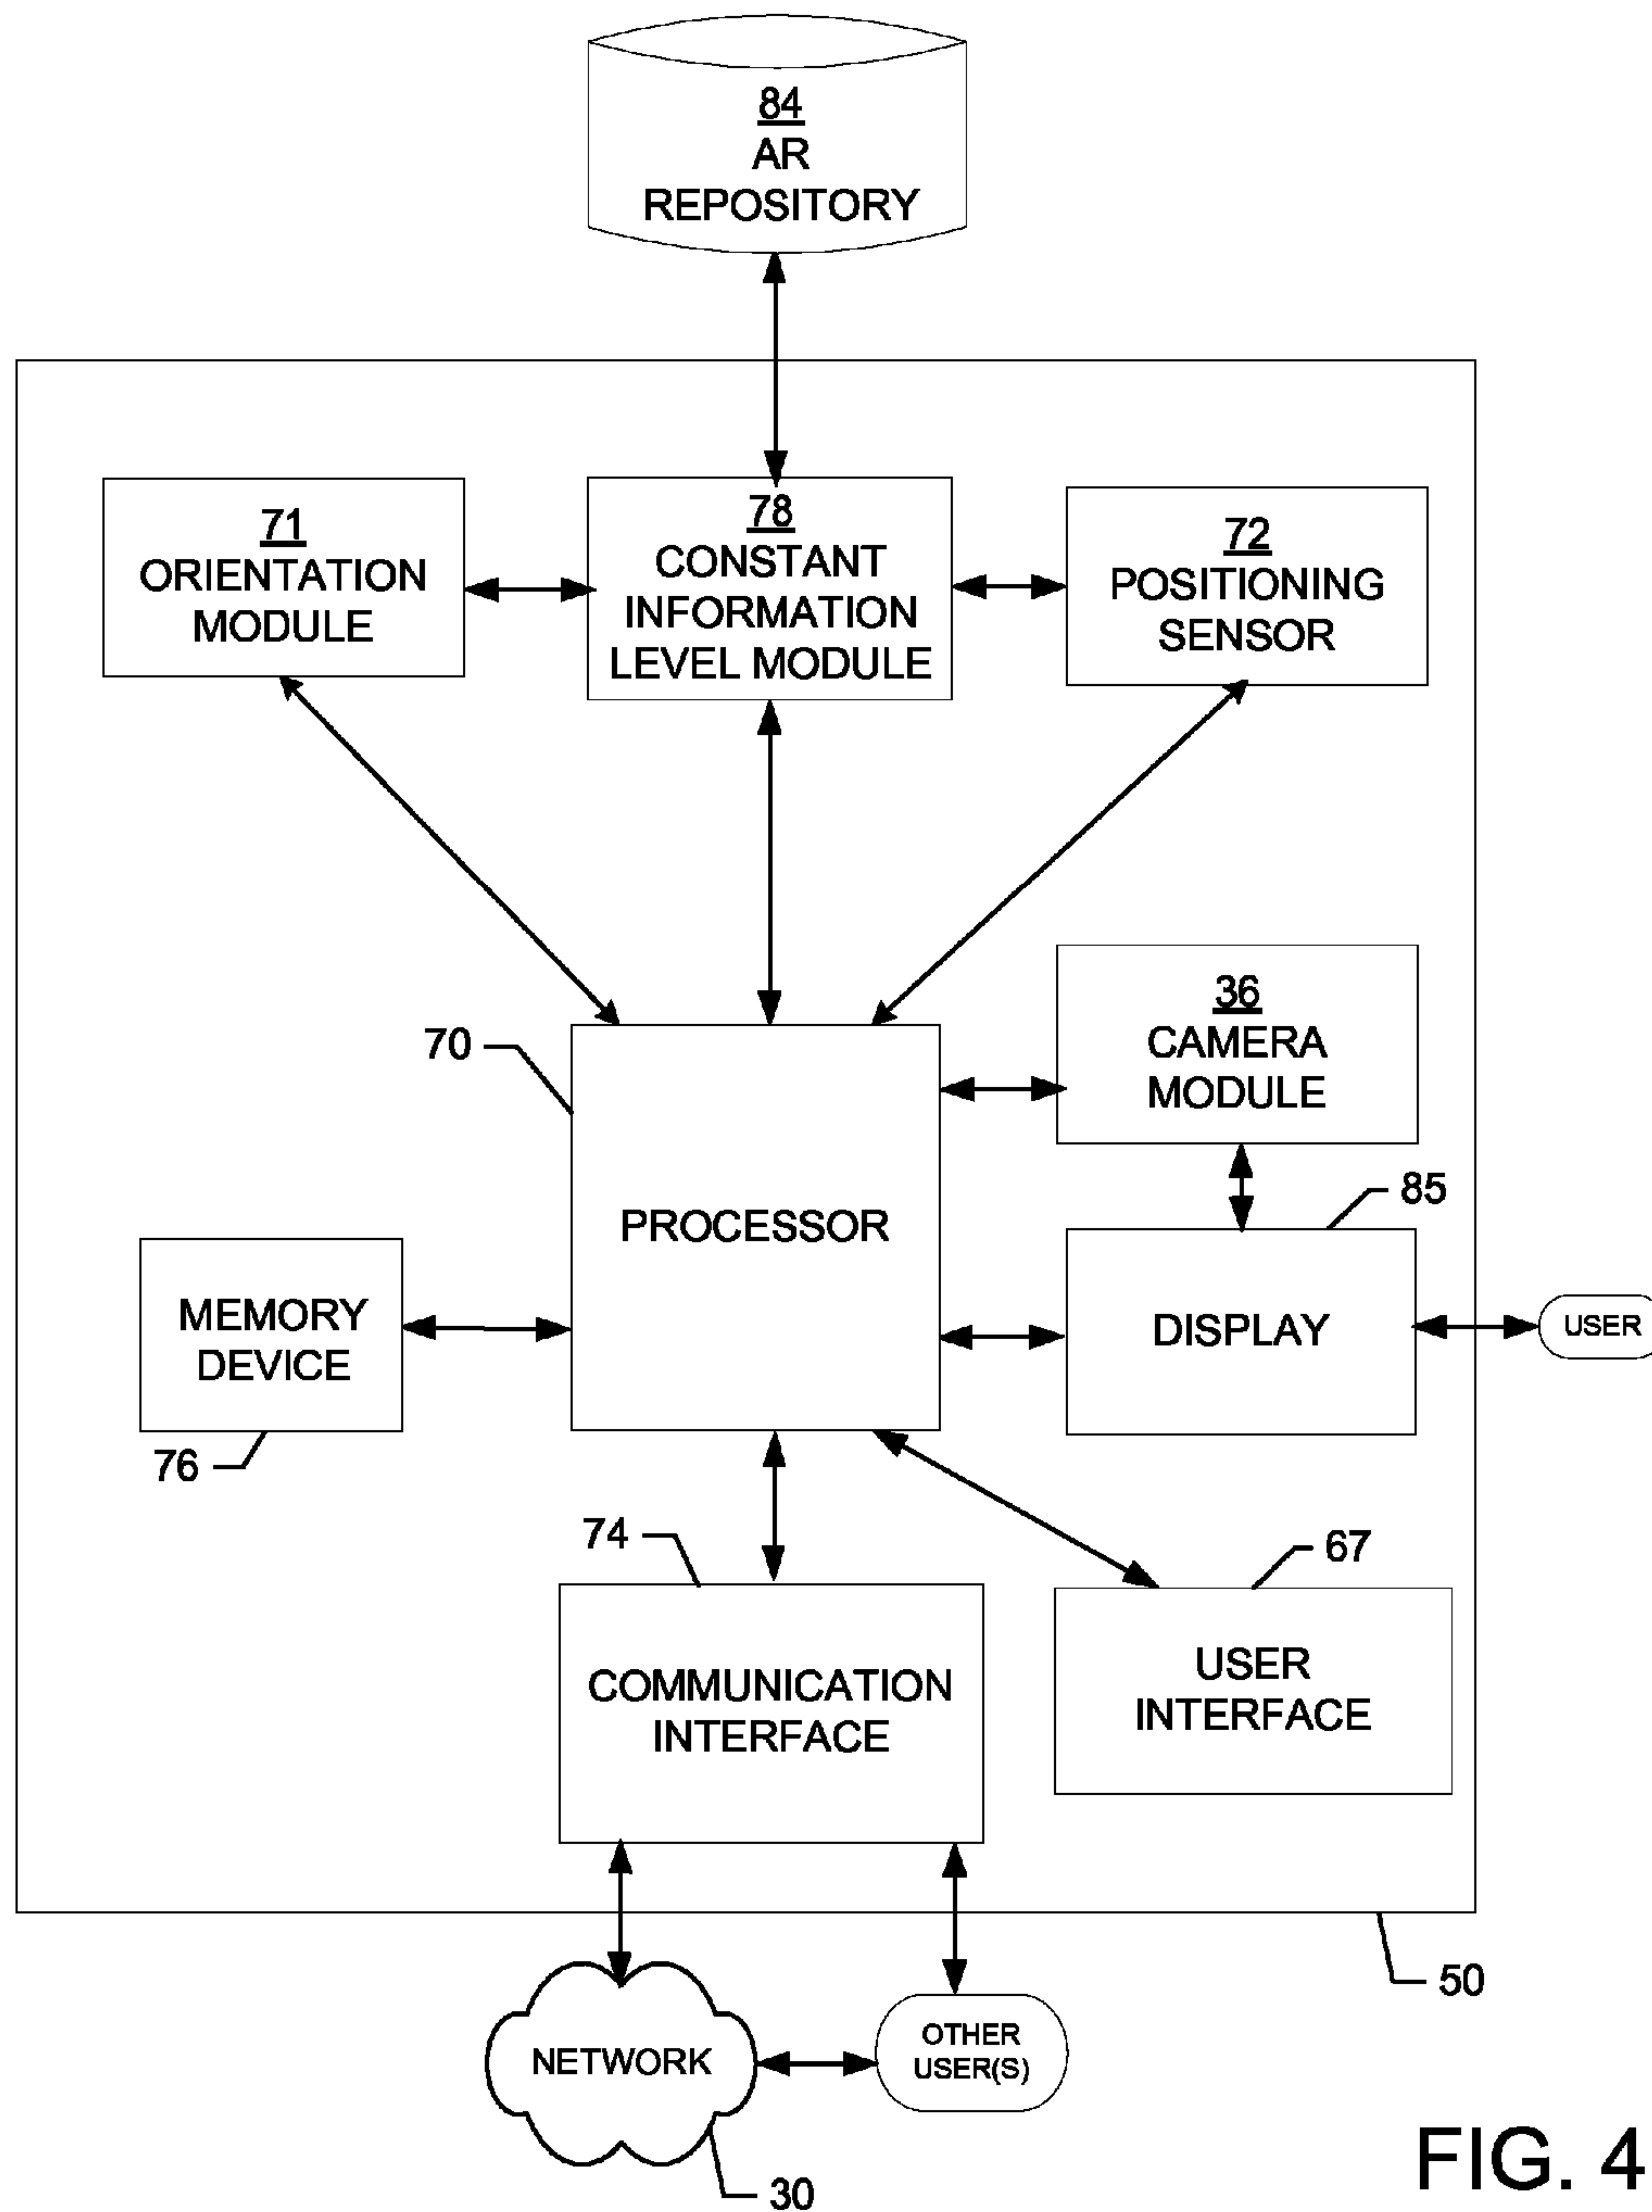 84
AR
REPOSITORY
71
ORIENTATION
MODULE
78
CONSTANT
INFORMATION
LEVEL MODULE
72
POSITIONING
SENSOR
70
PROCESSOR
36
CAMERA
MODULE
85
DISPLAY
USER
MEMORY
DEVICE
76
74
COMMUNICATION
INTERFACE
67
USER
INTERFACE
50
NETWORK
30
OTHER
USER(S)
FIG. 4